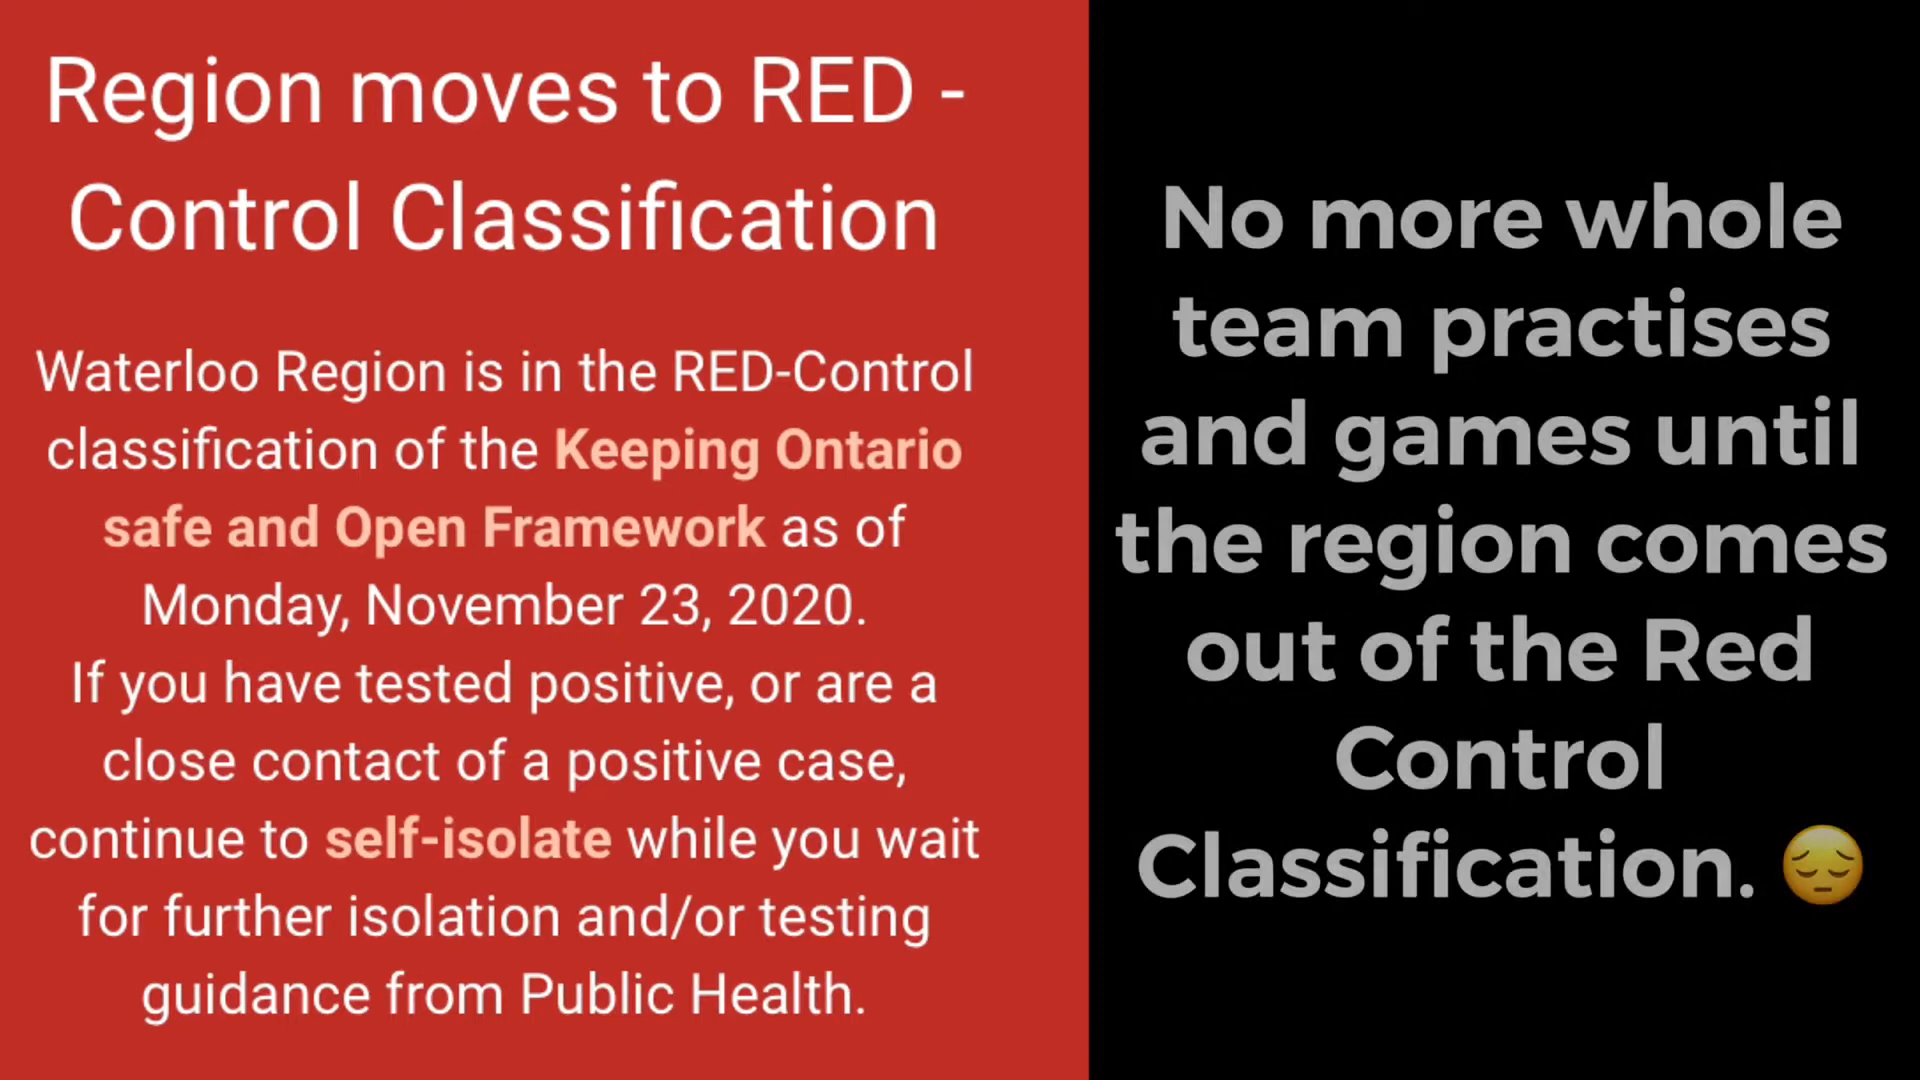 Region moves to RED -
Control Classification
Waterloo Region is in the RED-Control
classification of the Keeping Ontario
safe and Open Framework as of
Monday, November 23, 2020.
If you have tested positive, or are a
close contact of a positive case,
continue to self-isolate while you wait
for further isolation and/or testing
guidance from Public Health.
No more whole
team practises
and games until
the region comes
out of the Red
Control
Classification. 😔